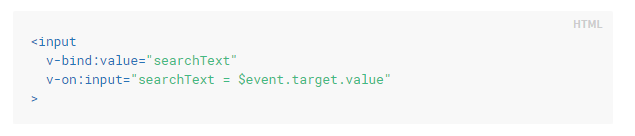 HTML
<input
  v-bind:value="searchText"
  v-on:input="searchText = $event.target.value"
>